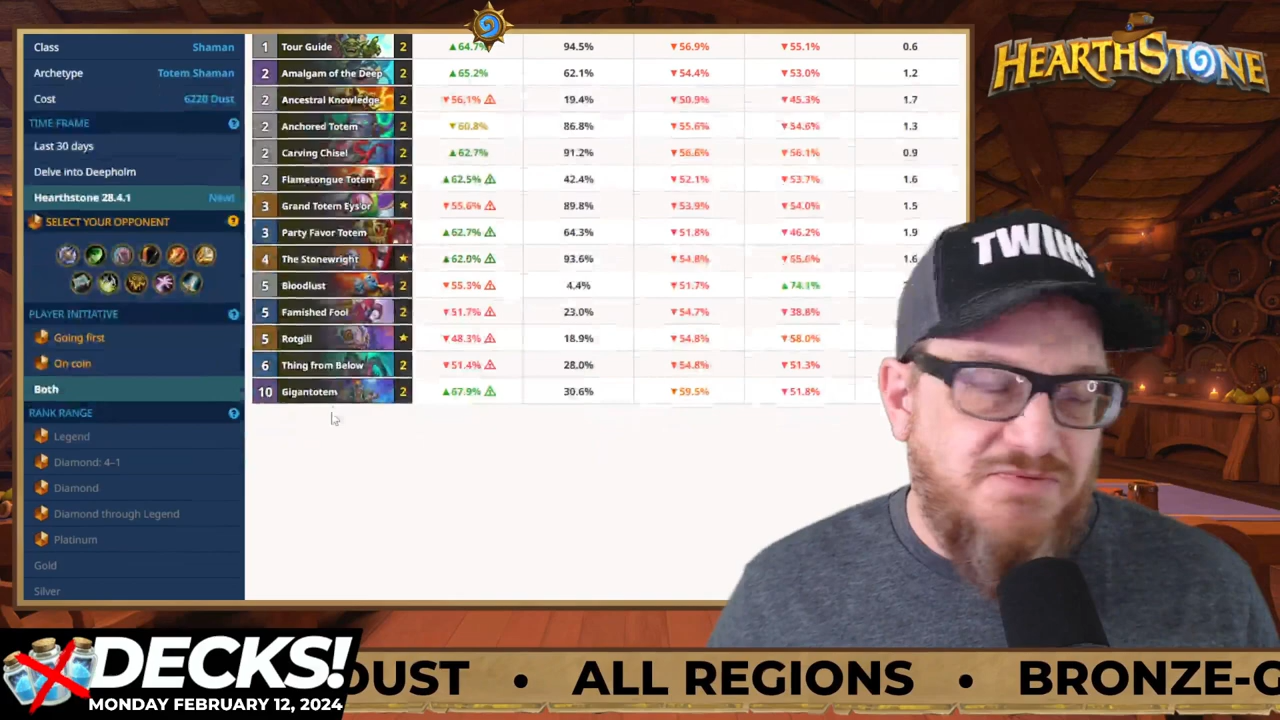 Class Shaman
Archetype Totem Shaman
Cost 6220 Dust
TIME FRAME ?
Last 30 days
Delve into Deepholm
Hearthstone 28.4.1 New!
SELECT YOUR OPPONENT ?
PLAYER INITIATIVE ?
Going first
On coin
Both
RANK RANGE ?
Legend
Diamond: 4–1
Diamond
Diamond through Legend
Platinum
Gold
Silver
1 Tour Guide 2 ▲64.7% 94.5% ▼56.9% ▼55.1% 0.6
2 Amalgam of the Deep 2 ▲65.2% 62.1% ▼54.4% ▼53.0% 1.2
2 Ancestral Knowledge 2 ▼56.1% 19.4% ▼50.9% ▼45.3% 1.7
2 Anchored Totem 2 ▼60.8% 86.8% ▼55.6% ▼54.6% 1.3
2 Carving Chisel 2 ▲62.7% 91.2% ▼56.6% ▼56.1% 0.9
2 Flametongue Totem 2 ▲62.5% 42.4% ▼52.1% ▼53.7% 1.6
3 Grand Totem Eys'or ★ ▼55.6% 89.8% ▼53.9% ▼54.0% 1.5
3 Party Favor Totem 2 ▲62.7% 64.3% ▼51.8% ▼46.2% 1.9
4 The Stonewright ★ ▲62.0% 93.6% ▼54.8% ▼55.6% 1.6
5 Bloodlust 2 ▼55.3% 4.4% ▼51.7% ▲74.1%
5 Famished Fool 2 ▼51.7% 23.0% ▼54.7% ▼38.8%
5 Rotgill ★ ▼48.3% 18.9% ▼54.8% ▼58.0%
6 Thing from Below 2 ▼51.4% 28.0% ▼54.8% ▼51.3%
10 Gigantotem 2 ▲67.9% 30.6% ▼59.5% ▼51.8%
HEARTHSTONE
TWINS
DECKS!
MONDAY FEBRUARY 12, 2024
DUST • ALL REGIONS • BRONZE-G